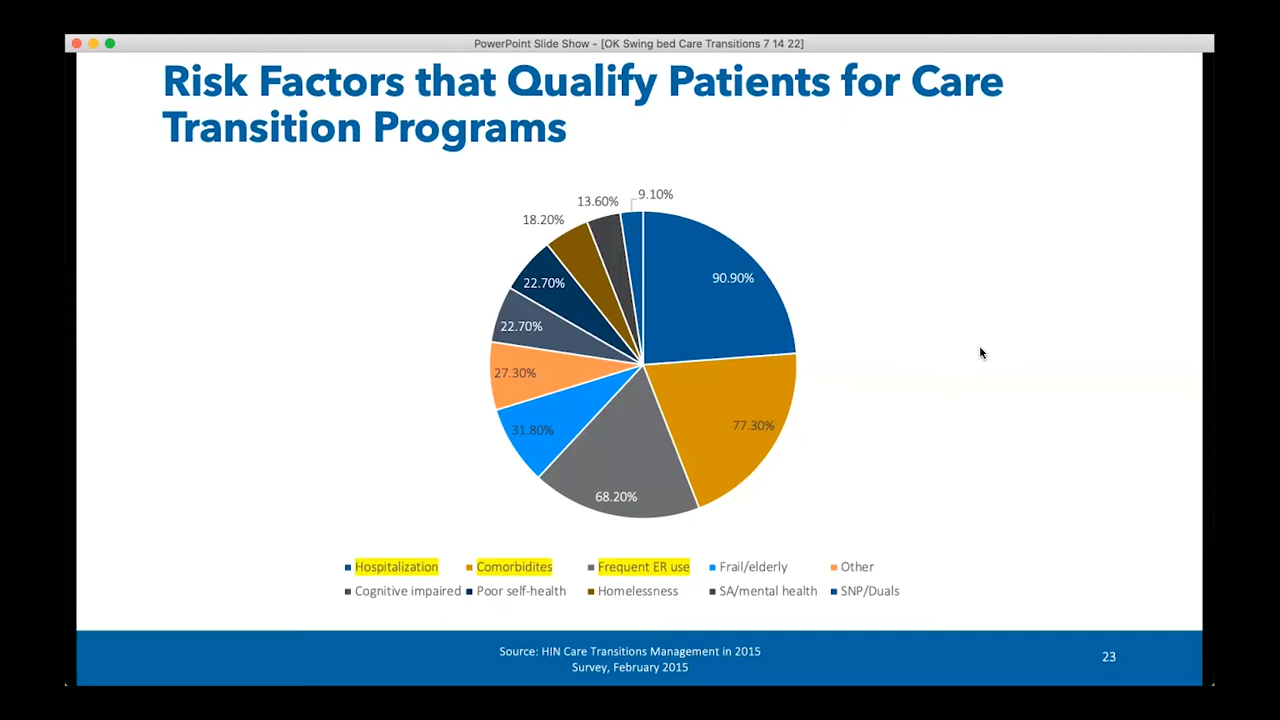 PowerPoint Slide Show - [OK Swing bed Care Transitions 7 14 22]
Risk Factors that Qualify Patients for Care
Transition Programs
9.10%
13.60%
18.20%
90.90%
22.70%
22.70%
27.30%
77.30%
31.80%
68.20%
Hospitalization Comorbidites Frequent ER use Frail/elderly Other
Cognitive impaired Poor self-health Homelessness SA/mental health SNP/Duals
Source: HIN Care Transitions Management in 2015
Survey, February 2015
23